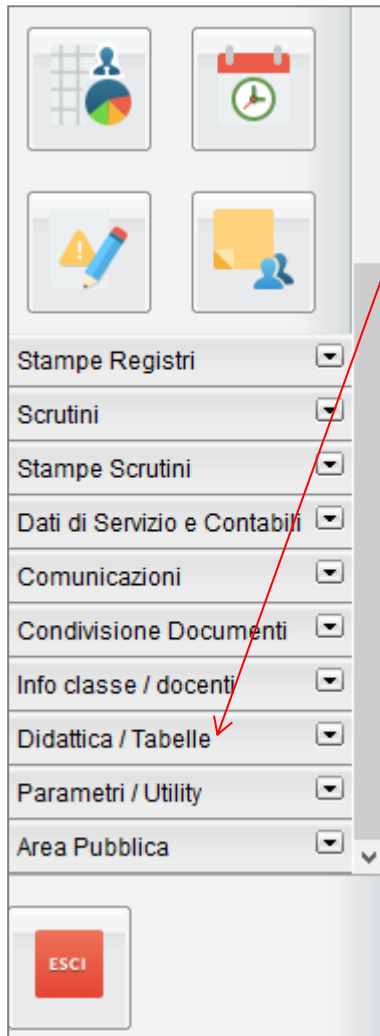 Stampe Registri
Scrutini
Stampe Scrutini
Dati di Servizio e Contabili
Comunicazioni
Condivisione Documenti
Info classe / docenti
Didattica / Tabelle
Parametri / Utility
Area Pubblica
ESCI